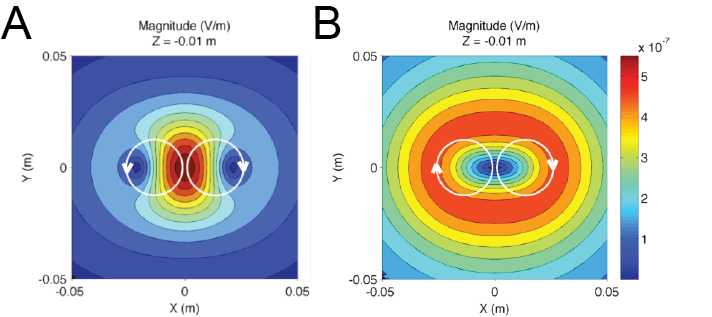 A
B
Magnitude (V/m)
Z = -0.01 m
Magnitude (V/m)
Z = -0.01 m
x 10⁻⁷
0.05
0
-0.05
Y (m)
-0.05
0
0.05
X (m)
0.05
0
-0.05
Y (m)
-0.05
0
0.05
X (m)
5
4
3
2
1